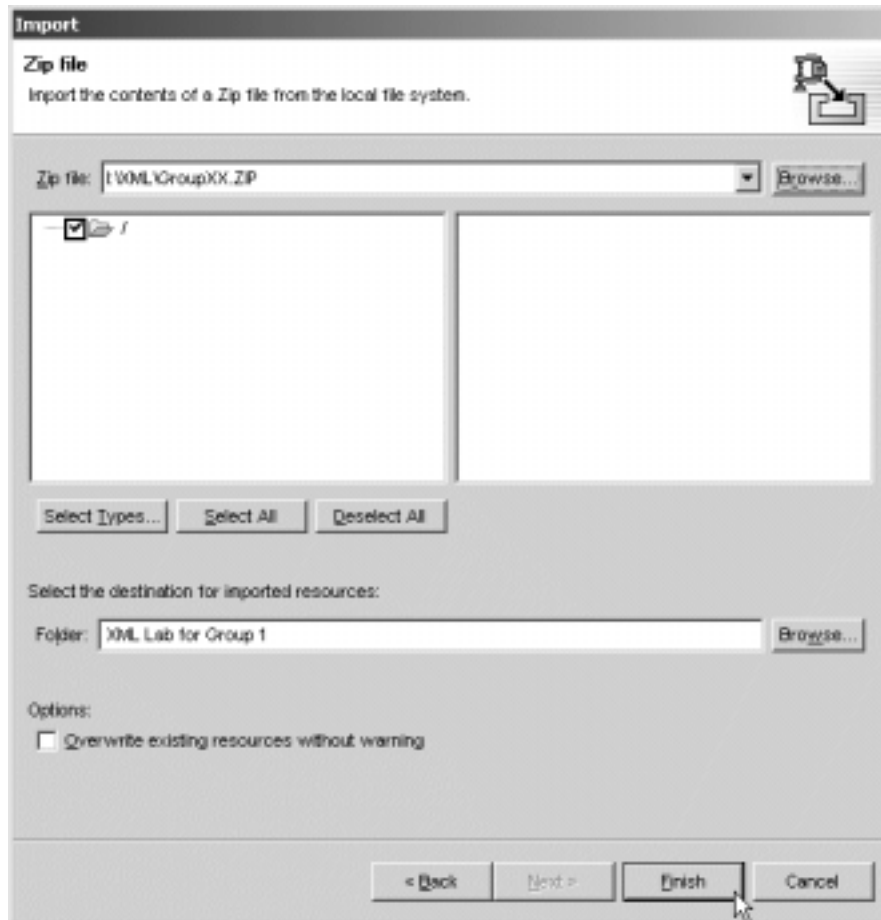 Import
Zip file
Import the contents of a Zip file from the local file system.
Zip file: I:\XML\GroupXX.ZIP Browse...
/
Select Types... Select All Deselect All
Select the destination for imported resources:
Folder: XML Lab for Group 1 Browse...
Options:
Overwrite existing resources without warning
< Back Next > Finish Cancel